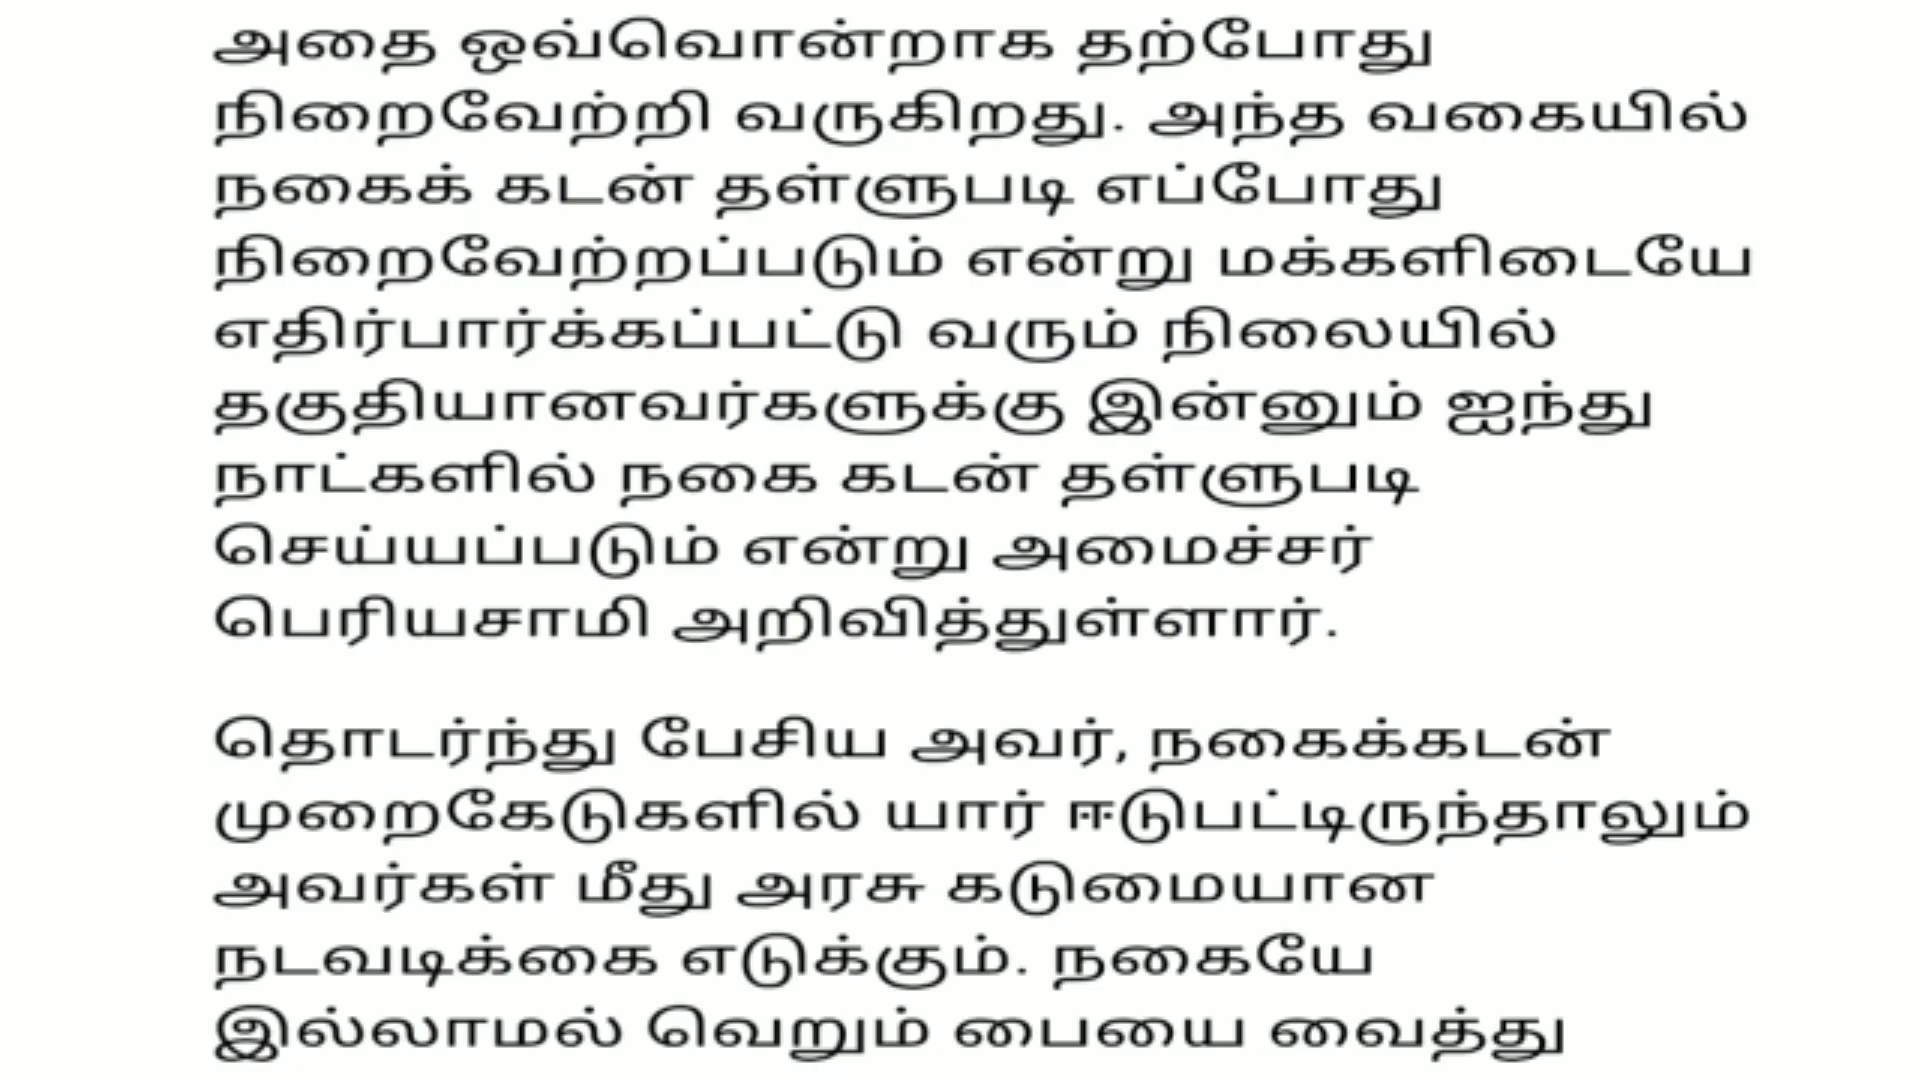 அதை ஒவ்வொன்றாக தற்போது
நிறைவேற்றி வருகிறது. அந்த வகையில்
நகைக் கடன் தள்ளுபடி எப்போது
நிறைவேற்றப்படும் என்று மக்களிடையே
எதிர்பார்க்கப்பட்டு வரும் நிலையில்
தகுதியானவர்களுக்கு இன்னும் ஐந்து
நாட்களில் நகை கடன் தள்ளுபடி
செய்யப்படும் என்று அமைச்சர்
பெரியசாமி அறிவித்துள்ளார்.
தொடர்ந்து பேசிய அவர், நகைக்கடன்
முறைகேடுகளில் யார் ஈடுபட்டிருந்தாலும்
அவர்கள் மீது அரசு கடுமையான
நடவடிக்கை எடுக்கும். நகையே
இல்லாமல் வெறும் பையை வைத்து